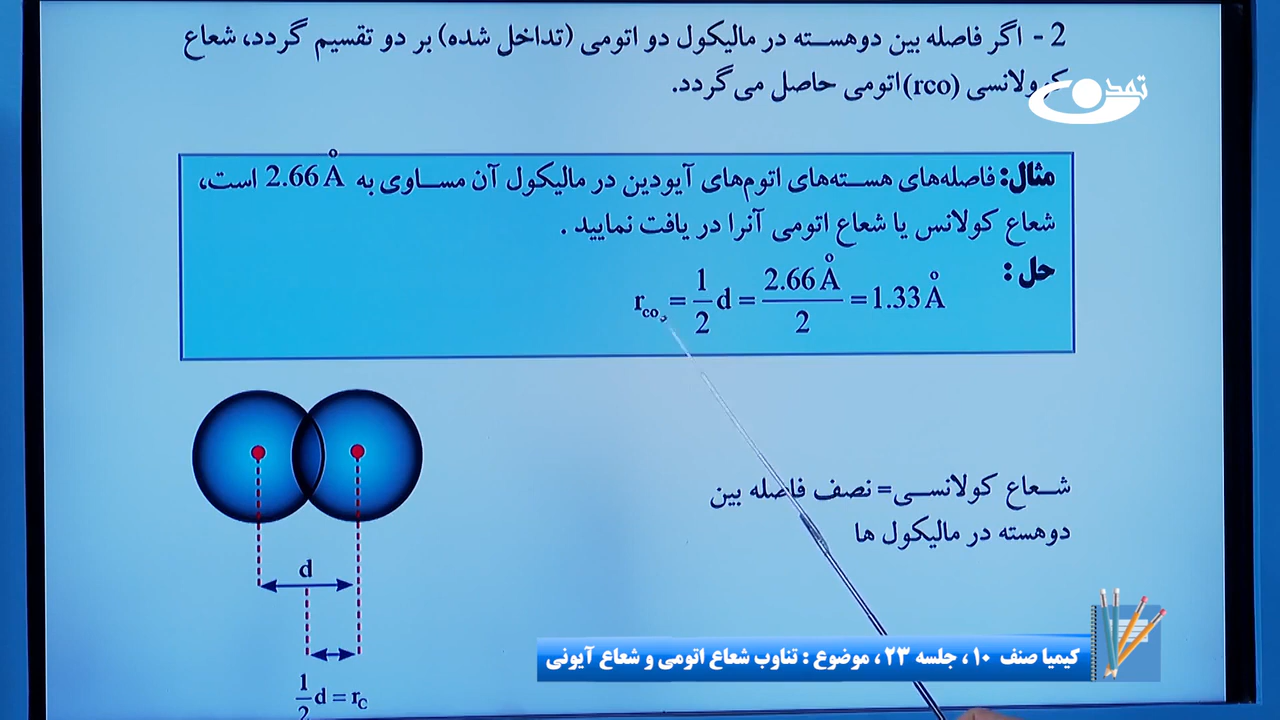 2 - اگر فاصله بین دوهسته در مالیکول دو اتومی (تداخل شده) بر دو تقسیم گردد، شعاع
کوولانسی (rco) اتومی حاصل می‌گردد.
تمدن
مثال: فاصله‌های هسته‌های اتوم‌های آیودین در مالیکول آن مساوی به 2.66 Å است،
شعاع کولانس یا شعاع اتومی آنرا در یافت نمایید .
حل :
r_co = 1/2 d = 2.66 Å / 2 = 1.33 Å
شعاع کولانسی= نصف فاصله بین
دوهسته در مالیکول ها
d
1/2 d = r_C
کیمیا صنف ۱۰ ، جلسه ۲۳ ، موضوع : تناوب شعاع اتومی و شعاع آیونی